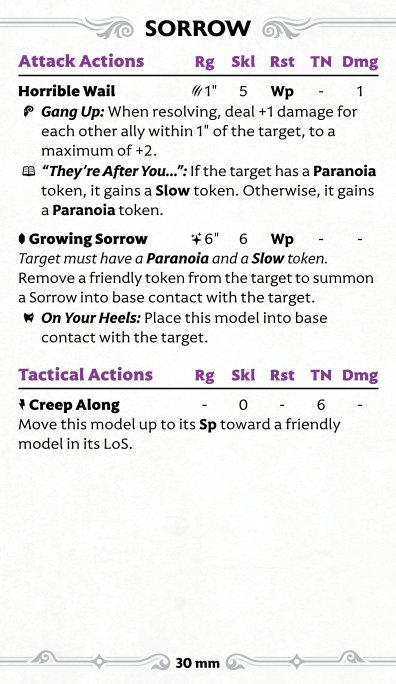 SORROW
Attack Actions Rg Skl Rst TN Dmg
Horrible Wail 1" 5 Wp - 1
Gang Up: When resolving, deal +1 damage for
each other ally within 1" of the target, to a
maximum of +2.
“They’re After You...”: If the target has a Paranoia
token, it gains a Slow token. Otherwise, it gains
a Paranoia token.
Growing Sorrow 6" 6 Wp - -
Target must have a Paranoia and a Slow token.
Remove a friendly token from the target to summon
a Sorrow into base contact with the target.
On Your Heels: Place this model into base
contact with the target.
Tactical Actions Rg Skl Rst TN Dmg
Creep Along - 0 - 6 -
Move this model up to its Sp toward a friendly
model in its LoS.
30 mm